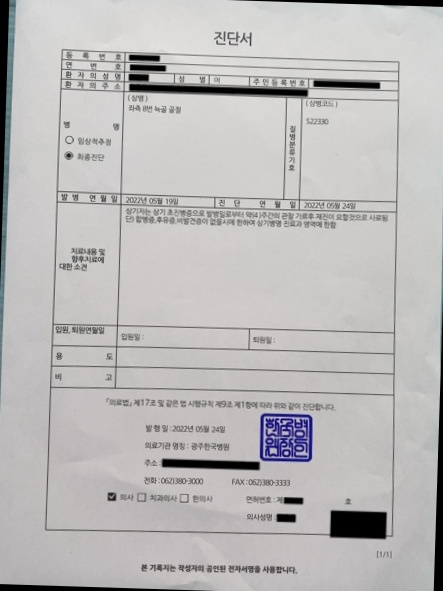 진단서
등 록 번 호
연 번 호
환 자 의 성 명 성 별 여 주 민 등 록 번 호
환 자 의 주 소
병 명
임상적추정
최종진단
(상병)
좌측 8번 늑골 골절
질병분류기호
(상병코드)
S22330
발 병 연 월 일 2022년 05월 19일 진 단 연 월 일 2022년 05월 24일
치료내용 및
향후치료에
대한 소견
상기자는 상기 초진병증으로 발병일로부터 약(4)주간의 관찰 가료후 재진이 요할것으로 사료됨
단) 합병증,후유증,비발견증이 없을시에 한하며 상기병명 진료과 영역에 한함
입원, 퇴원연월일 입원일 : 퇴원일 :
용 도
비 고
「의료법」 제17조 및 같은 법 시행규칙 제9조 제1항에 따라 위와 같이 진단합니다.
발 행 일 : 2022년 05월 24일
의료기관 명칭 : 광주한국병원
주소 :
전화 : 062)380-3000 FAX : 062)380-3333
의사 치과의사 한의사 면허번호 : 제 호
의사성명 :
[1/1]
본 기록지는 작성자의 공인된 전자서명을 사용합니다.